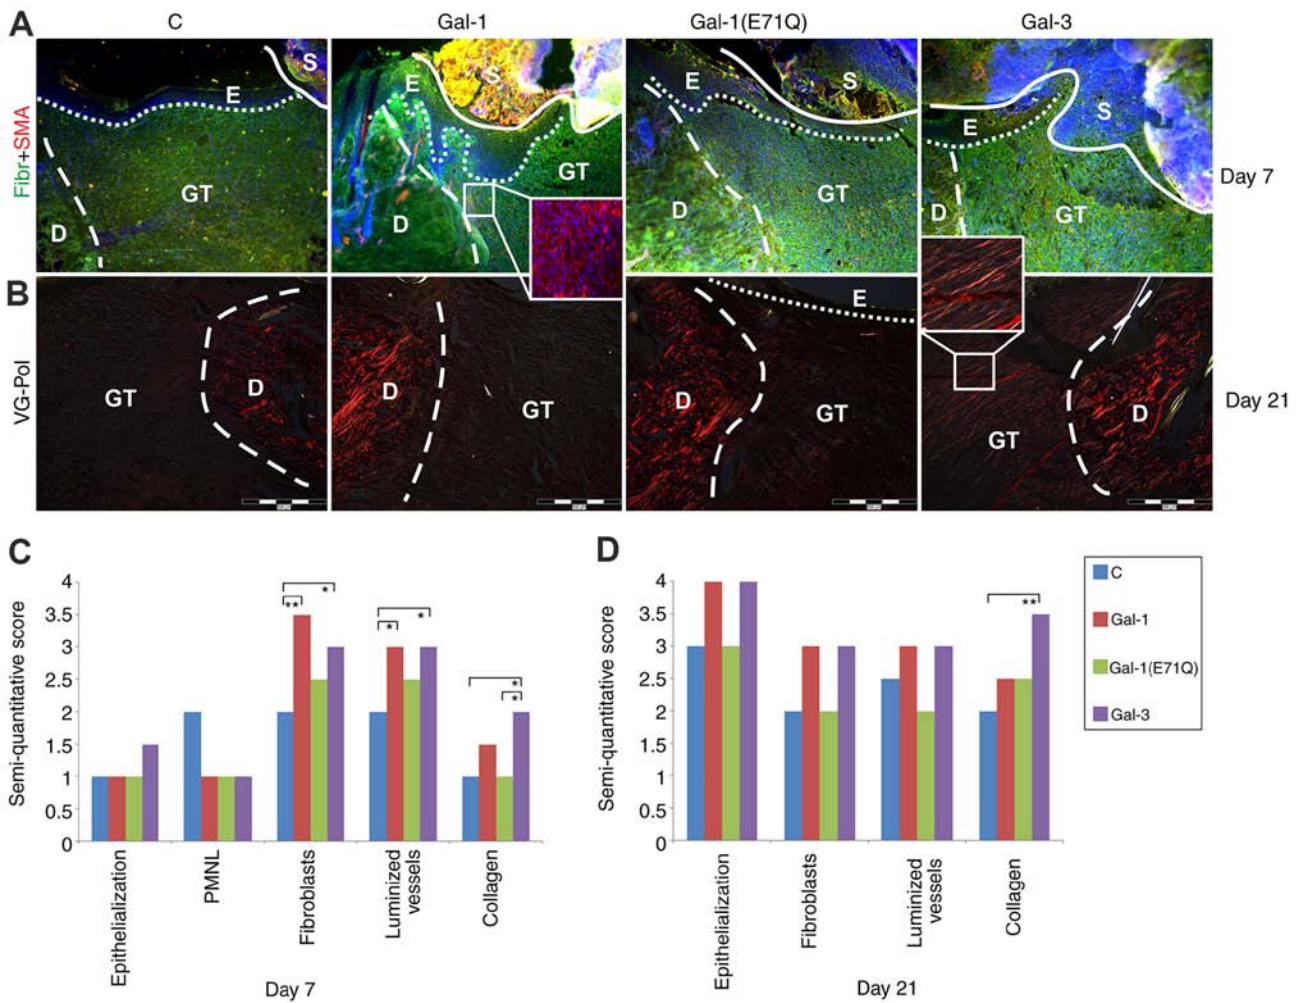 A
C
Gal-1
Gal-1(E71Q)
Gal-3
Fibr+SMA
E
S
GT
D
E
S
GT
D
E
S
GT
D
E
S
GT
D
Day 7
B
VG-Pol
GT
D
D
GT
E
D
GT
GT
D
Day 21
C
Semi-quantitative score
4
3.5
3
2.5
2
1.5
1
0.5
0
**
*
*
*
*
*
Epithelialization
PMNL
Fibroblasts
Luminized
vessels
Collagen
Day 7
D
Semi-quantitative score
4
3.5
3
2.5
2
1.5
1
0.5
0
**
Epithelialization
Fibroblasts
Luminized
vessels
Collagen
Day 21
C
Gal-1
Gal-1(E71Q)
Gal-3